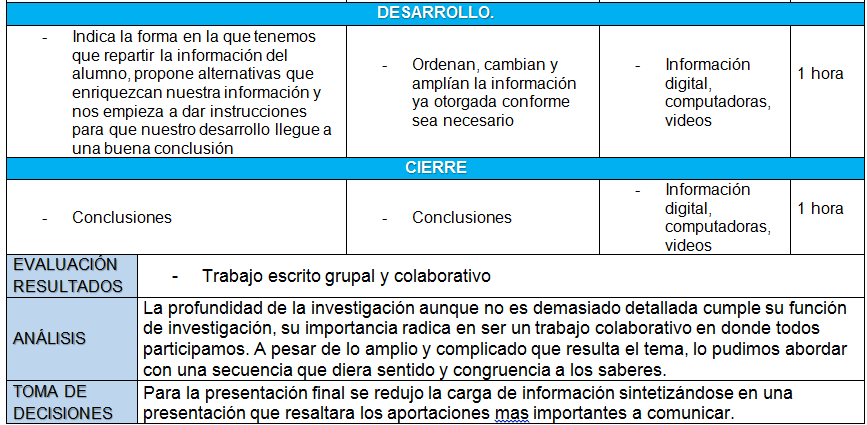 DESARROLLO.
- Indica la forma en la que tenemos
que repartir la información del
alumno, propone alternativas que
enriquezcan nuestra información y
nos empieza a dar instrucciones
para que nuestro desarrollo llegue a
una buena conclusión
- Ordenan, cambian y
amplían la información
ya otorgada conforme
sea necesario
- Información
digital,
computadoras,
videos
1 hora
CIERRE
- Conclusiones
- Conclusiones
- Información
digital,
computadoras,
videos
1 hora
EVALUACIÓN
RESULTADOS
- Trabajo escrito grupal y colaborativo
ANÁLISIS
La profundidad de la investigación aunque no es demasiado detallada cumple su función
de investigación, su importancia radica en ser un trabajo colaborativo en donde todos
participamos. A pesar de lo amplio y complicado que resulta el tema, lo pudimos abordar
con una secuencia que diera sentido y congruencia a los saberes.
TOMA DE
DECISIONES
Para la presentación final se redujo la carga de información sintetizándose en una
presentación que resaltara los aportaciones mas importantes a comunicar.